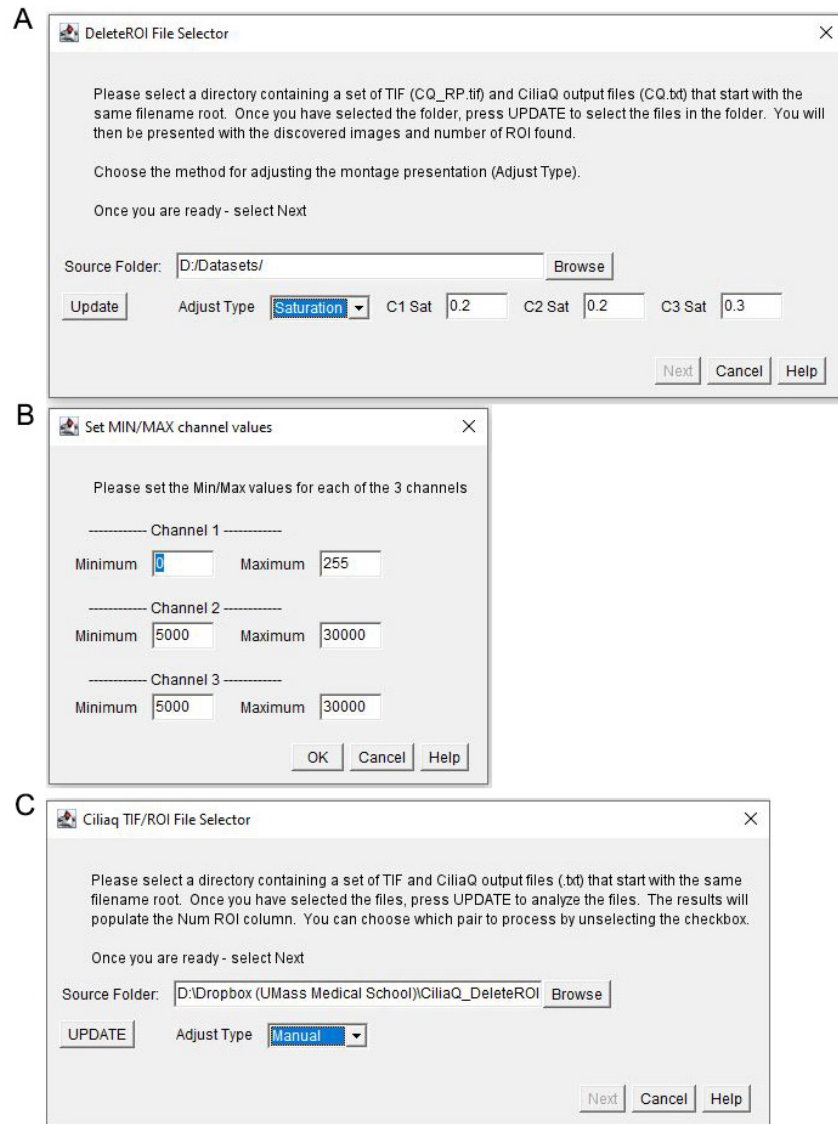 A
DeleteROI File Selector
Please select a directory containing a set of TIF (CQ_RP.tif) and CiliaQ output files (CQ.txt) that start with the
same filename root. Once you have selected the folder, press UPDATE to select the files in the folder. You will
then be presented with the discovered images and number of ROI found.
Choose the method for adjusting the montage presentation (Adjust Type).
Once you are ready - select Next
Source Folder: D:/Datasets/ Browse
Update Adjust Type Saturation C1 Sat 0.2 C2 Sat 0.2 C3 Sat 0.3
Next Cancel Help
B
Set MIN/MAX channel values
Please set the Min/Max values for each of the 3 channels
------------ Channel 1 ------------
Minimum 0 Maximum 255
------------ Channel 2 ------------
Minimum 5000 Maximum 30000
------------ Channel 3 ------------
Minimum 5000 Maximum 30000
OK Cancel Help
C
Ciliaq TIF/ROI File Selector
Please select a directory containing a set of TIF and CiliaQ output files (.txt) that start with the same
filename root. Once you have selected the files, press UPDATE to analyze the files. The results will
populate the Num ROI column. You can choose which pair to process by unselecting the checkbox.
Once you are ready - select Next
Source Folder: D:\Dropbox (UMass Medical School)\CiliaQ_DeleteROI Browse
UPDATE Adjust Type Manual
Next Cancel Help